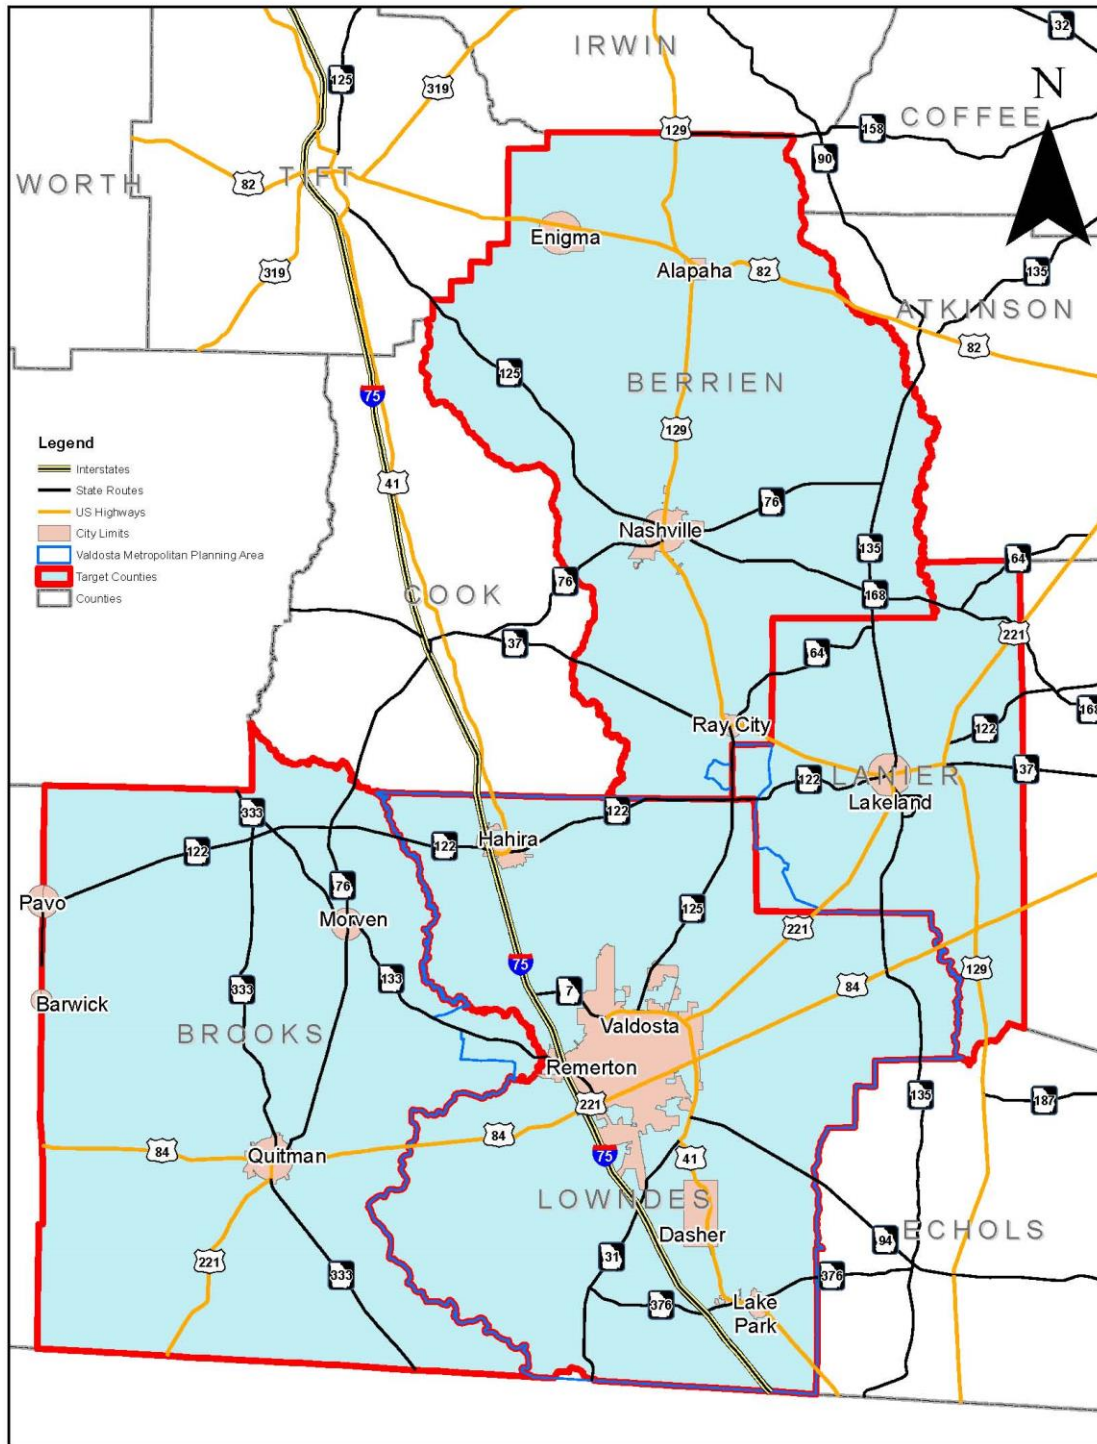 32
IRWIN
125
319
N
COFFEE
129
158
90
WORTH
82
TIFT
Enigma
319
Alapaha
82
135
ATKINSON
82
125
BERRIEN
75
129
Legend
Interstates
State Routes
US Highways
City Limits
Valdosta Metropolitan Planning Area
Target Counties
Counties
41
76
Nashville
135
64
76
COOK
168
221
37
64
168
Ray City
122
37
122
LANIER
Lakeland
333
122
Hahira
122
122
76
Pavo
Morven
125
221
75
129
133
7
84
333
Barwick
Valdosta
BROOKS
Remerton
135
187
221
84
84
Quitman
75
41
LOWNDES
Dasher
ECHOLS
94
31
221
333
376
376
Lake
Park